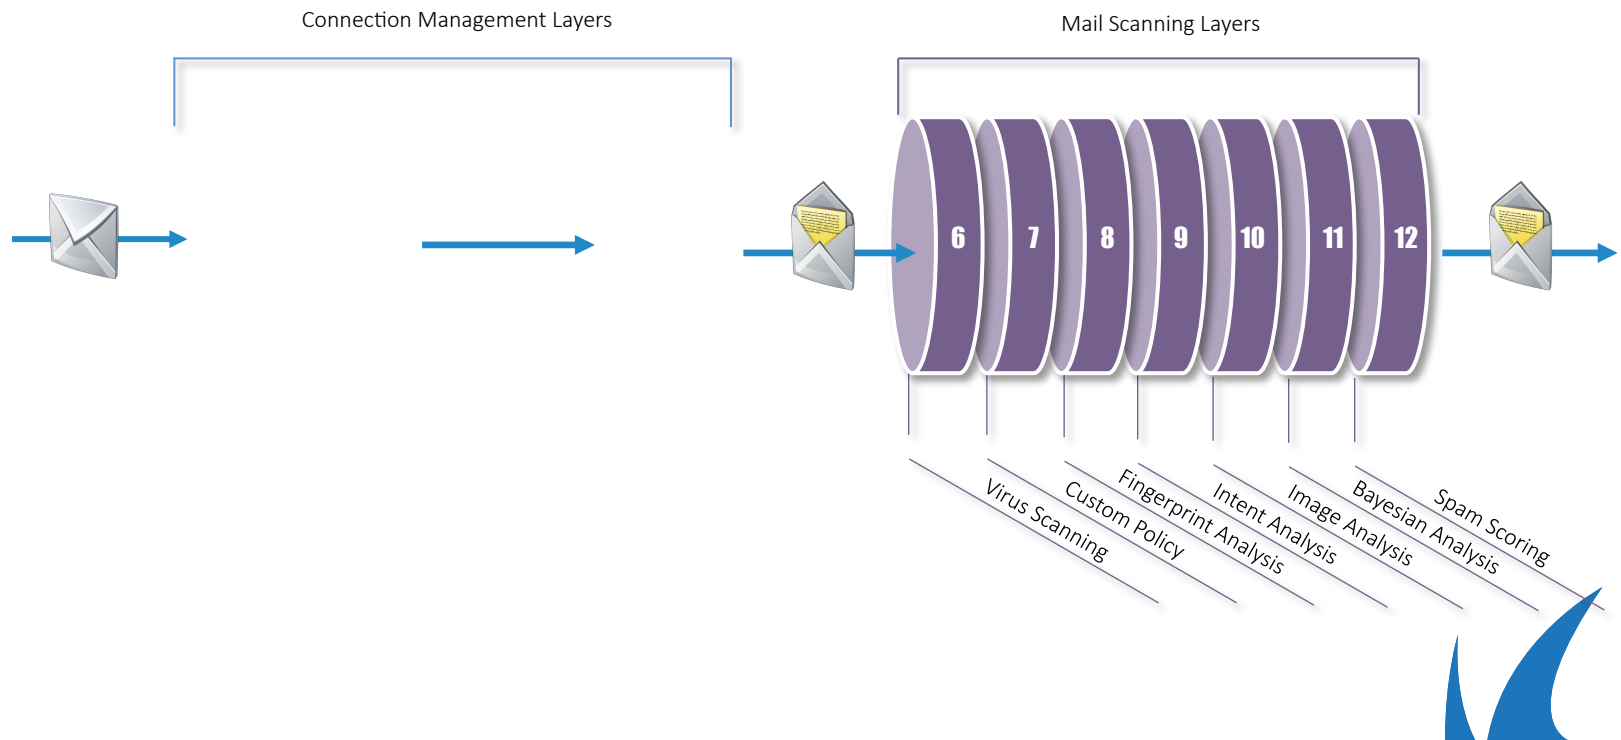 Connection Management Layers
Mail Scanning Layers
6
7
8
9
10
11
12
Virus Scanning
Custom Policy
Fingerprint Analysis
Intent Analysis
Image Analysis
Bayesian Analysis
Spam Scoring